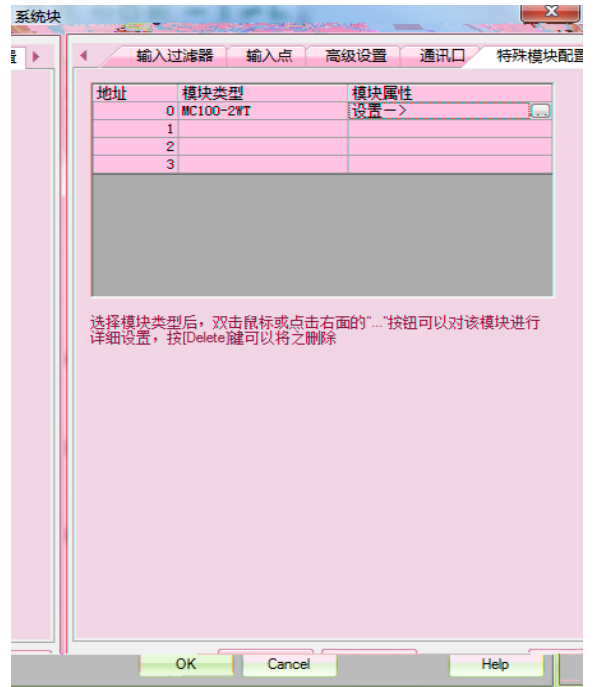 系统块
输入过滤器 输入点 高级设置 通讯口 特殊模块配置
地址 模块类型 模块属性
0 MC100-2WT 设置—> ...
1
2
3
选择模块类型后，双击鼠标或点击右面的"..."按钮可以对该模块进行
详细设置，按[Delete]键可以将之删除
OK Cancel Help